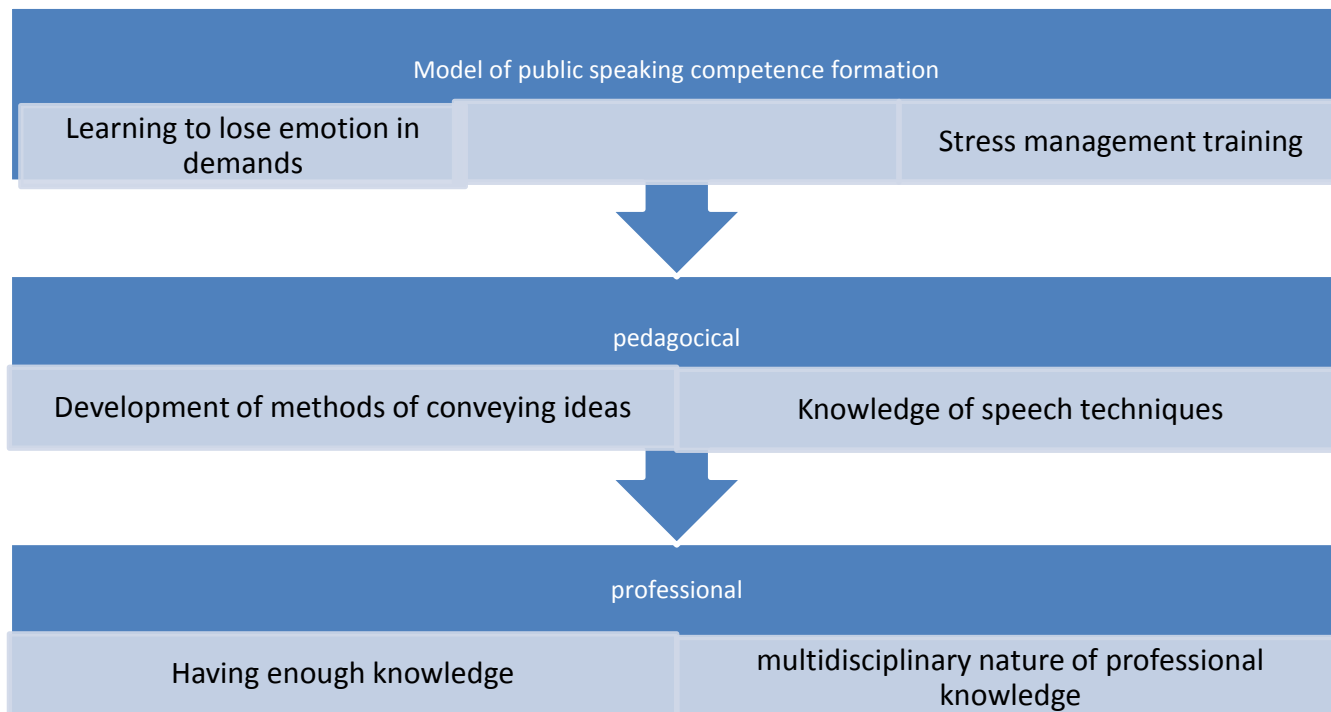 Model of public speaking competence formation
Learning to lose emotion in
demands
Stress management training
pedagocical
Development of methods of conveying ideas
Knowledge of speech techniques
professional
Having enough knowledge
multidisciplinary nature of professional
knowledge